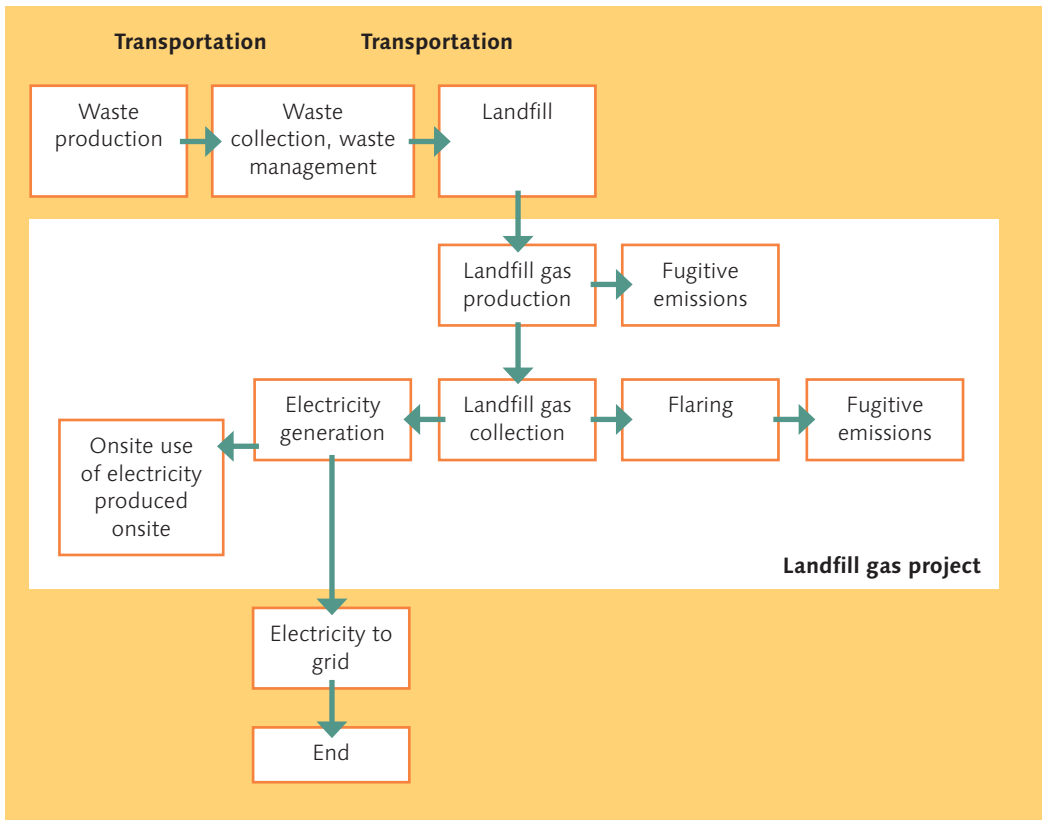 Transportation
Transportation
Waste
production
Waste
collection, waste
management
Landfill
Landfill gas
production
Fugitive
emissions
Electricity
generation
Landfill gas
collection
Flaring
Fugitive
emissions
Onsite use
of electricity
produced
onsite
Landfill gas project
Electricity to
grid
End